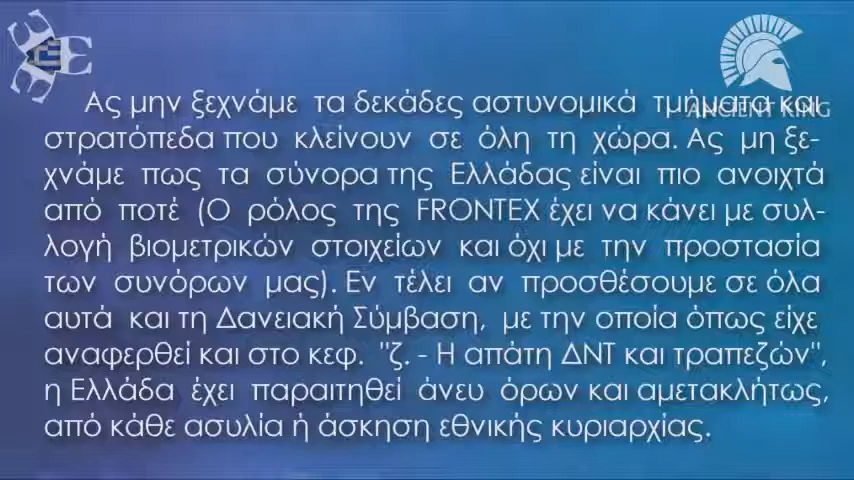 Ας μην ξεχνάμε τα δεκάδες αστυνομικά τμήματα και
ANCIENT KING
στρατόπεδα που κλείνουν σε όλη τη χώρα. Ας μη ξε-
χνάμε πως τα σύνορα της Ελλάδας είναι πιο ανοιχτά
από ποτέ (Ο ρόλος της FRONTEX έχει να κάνει με συλ-
λογή βιομετρικών στοιχείων και όχι με την προστασία
των συνόρων μας). Εν τέλει αν προσθέσουμε σε όλα
αυτά και τη Δανειακή Σύμβαση, με την οποία όπως είχε
αναφερθεί και στο κεφ. "ζ. - Η απάτη ΔΝΤ και τραπεζών",
η Ελλάδα έχει παραιτηθεί άνευ όρων και αμετακλήτως,
από κάθε ασυλία ή άσκηση εθνικής κυριαρχίας.